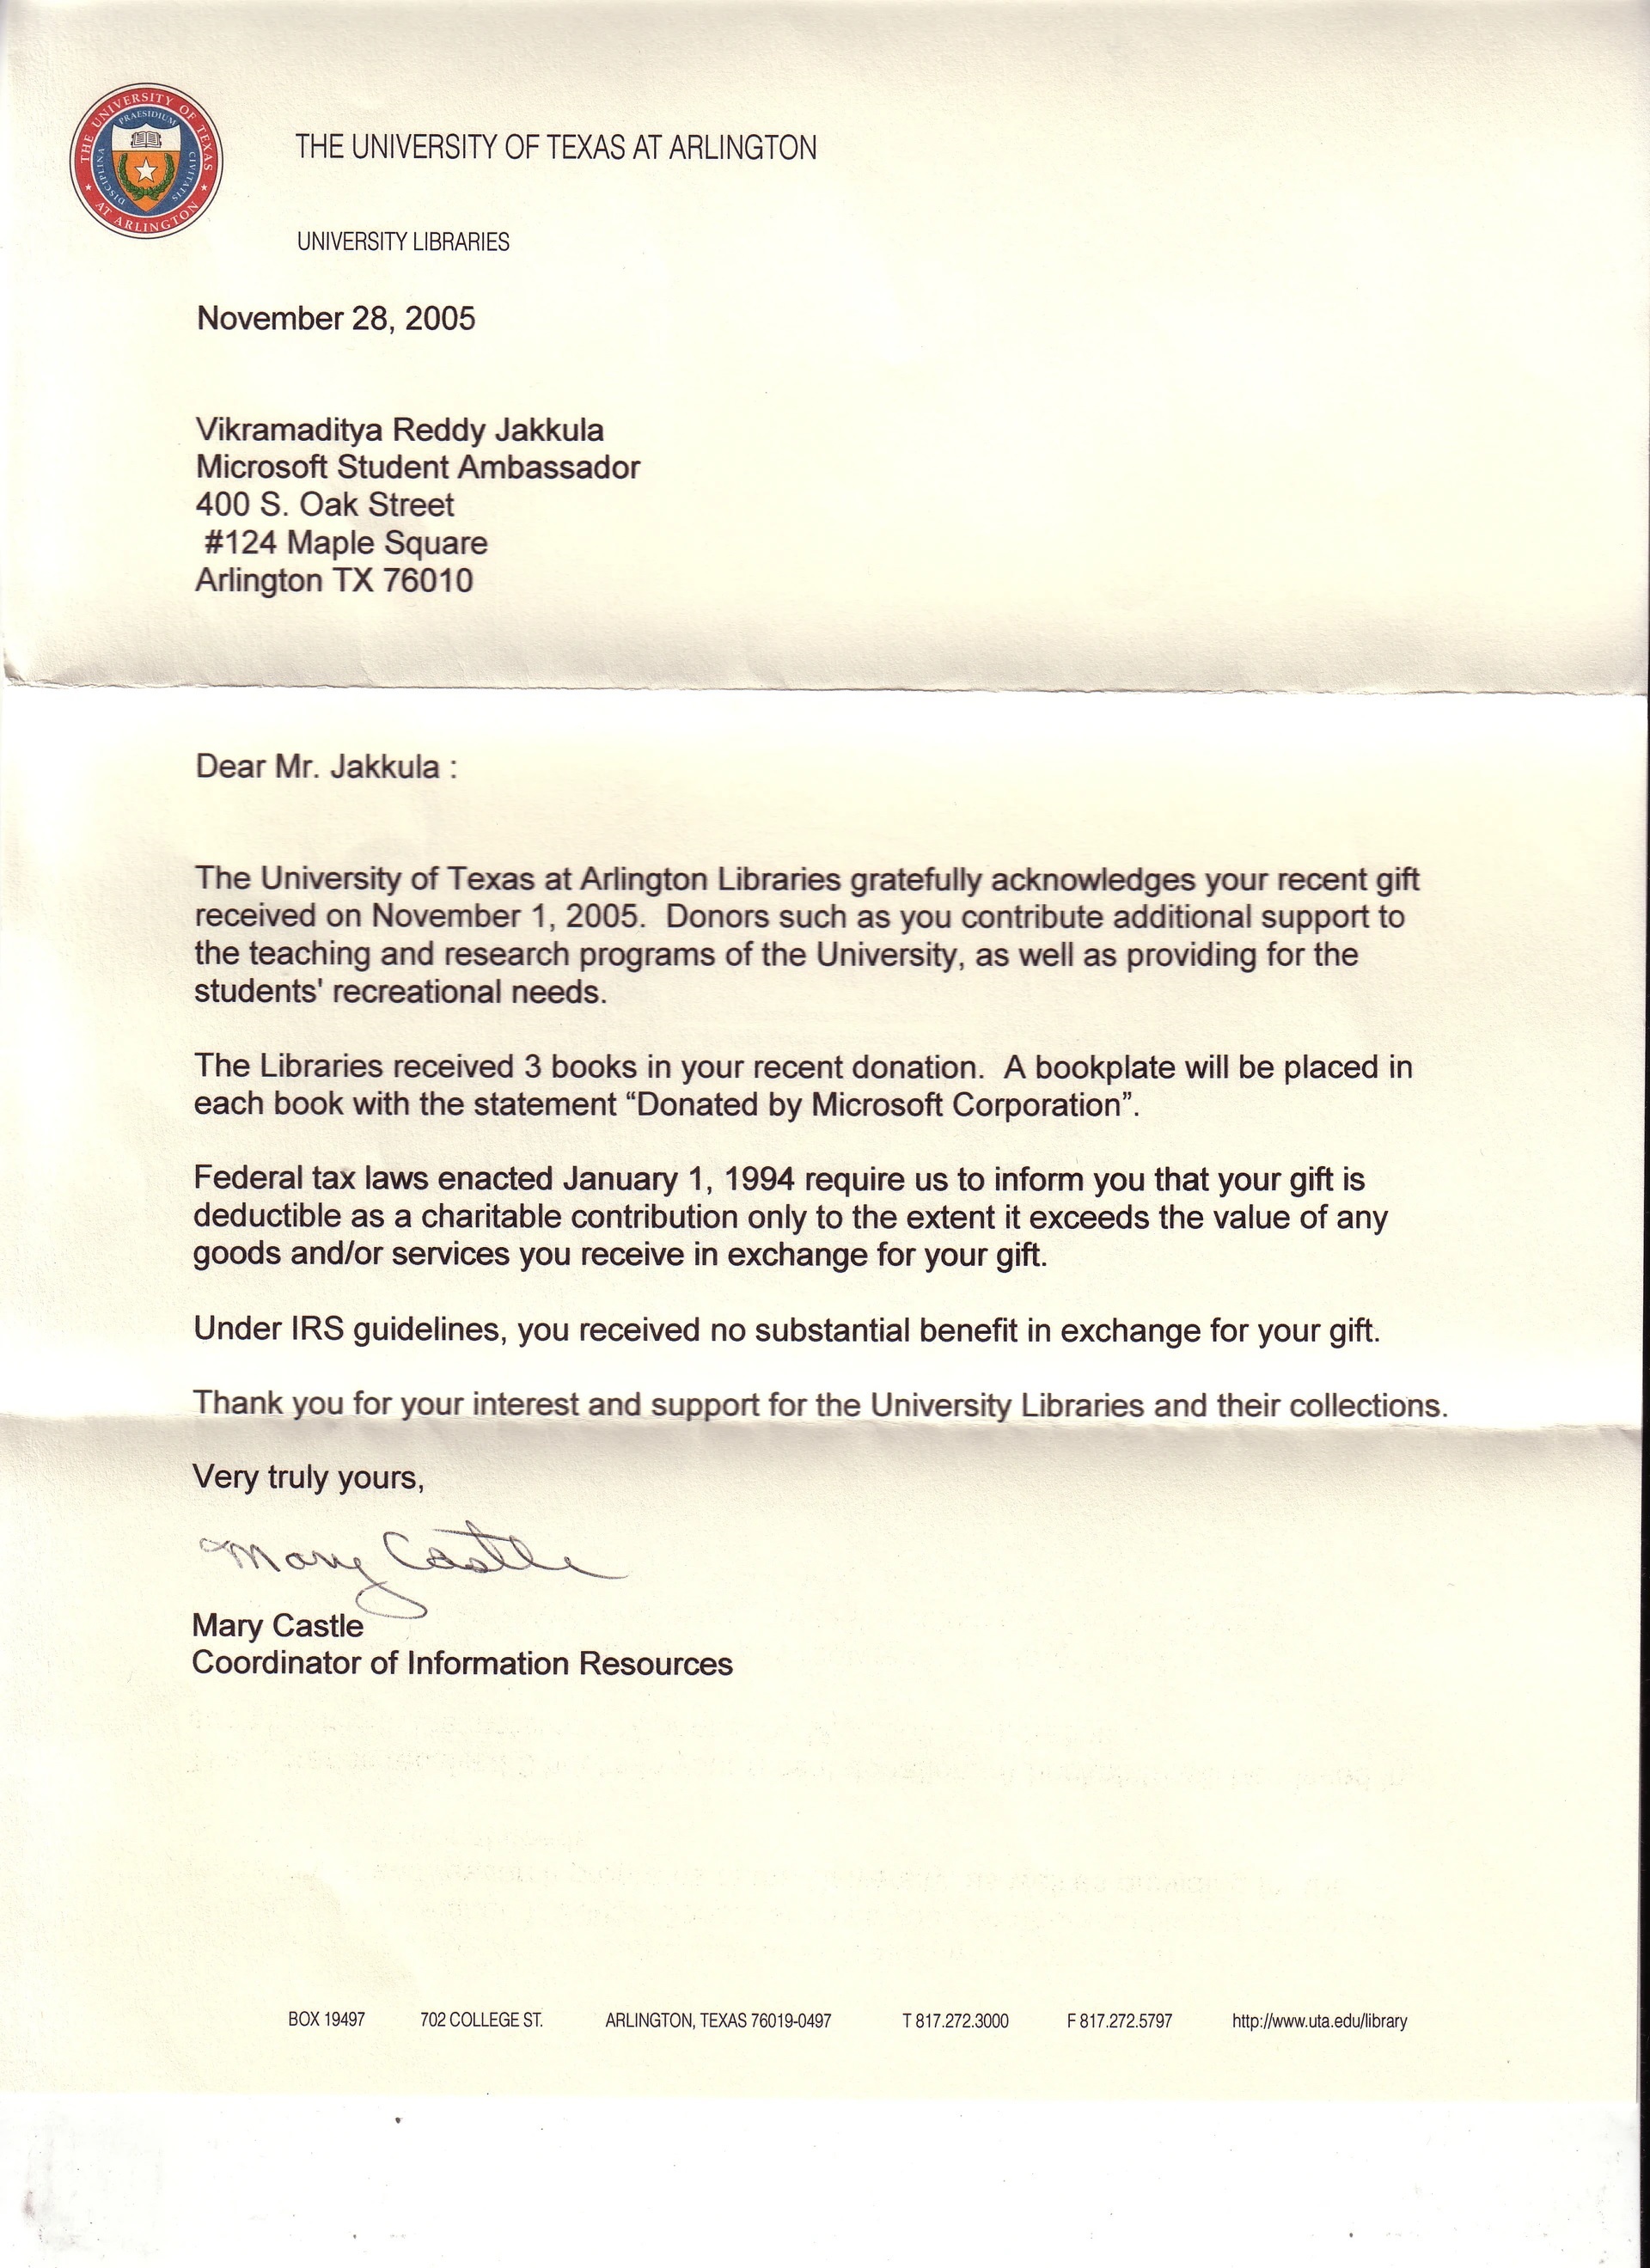 THE UNIVERSITY OF TEXAS
AT ARLINGTON
PRAESIDIUM
DISCIPLINA
CIVITATIS
THE UNIVERSITY OF TEXAS AT ARLINGTON
UNIVERSITY LIBRARIES
November 28, 2005
Vikramaditya Reddy Jakkula
Microsoft Student Ambassador
400 S. Oak Street
#124 Maple Square
Arlington TX 76010
Dear Mr. Jakkula :
The University of Texas at Arlington Libraries gratefully acknowledges your recent gift
received on November 1, 2005. Donors such as you contribute additional support to
the teaching and research programs of the University, as well as providing for the
students' recreational needs.
The Libraries received 3 books in your recent donation. A bookplate will be placed in
each book with the statement “Donated by Microsoft Corporation”.
Federal tax laws enacted January 1, 1994 require us to inform you that your gift is
deductible as a charitable contribution only to the extent it exceeds the value of any
goods and/or services you receive in exchange for your gift.
Under IRS guidelines, you received no substantial benefit in exchange for your gift.
Thank you for your interest and support for the University Libraries and their collections.
Very truly yours,
Mary Castle
Mary Castle
Coordinator of Information Resources
BOX 19497 702 COLLEGE ST. ARLINGTON, TEXAS 76019-0497 T 817.272.3000 F 817.272.5797 http://www.uta.edu/library